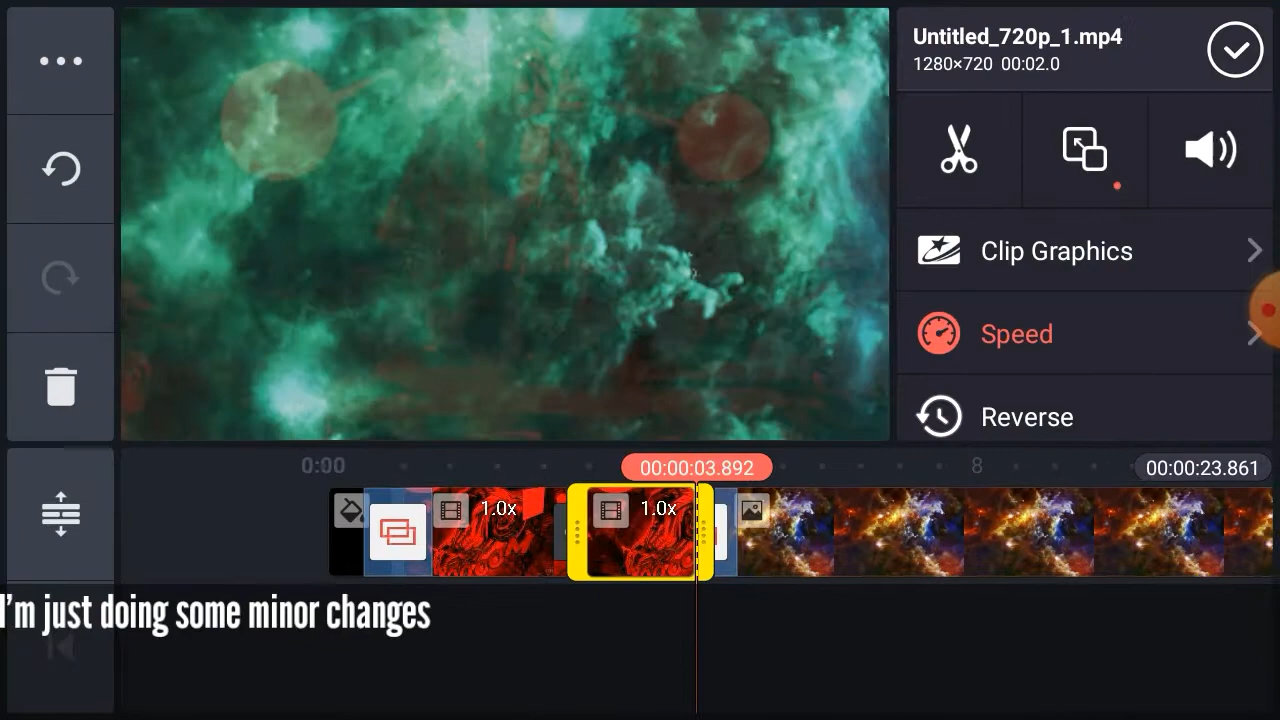 Untitled_720p_1.mp4
1280×720 00:02.0
Clip Graphics
Speed
Reverse
0:00
00:00:03.892
8
00:00:23.861
1.0x
1.0x
I'm just doing some minor changes